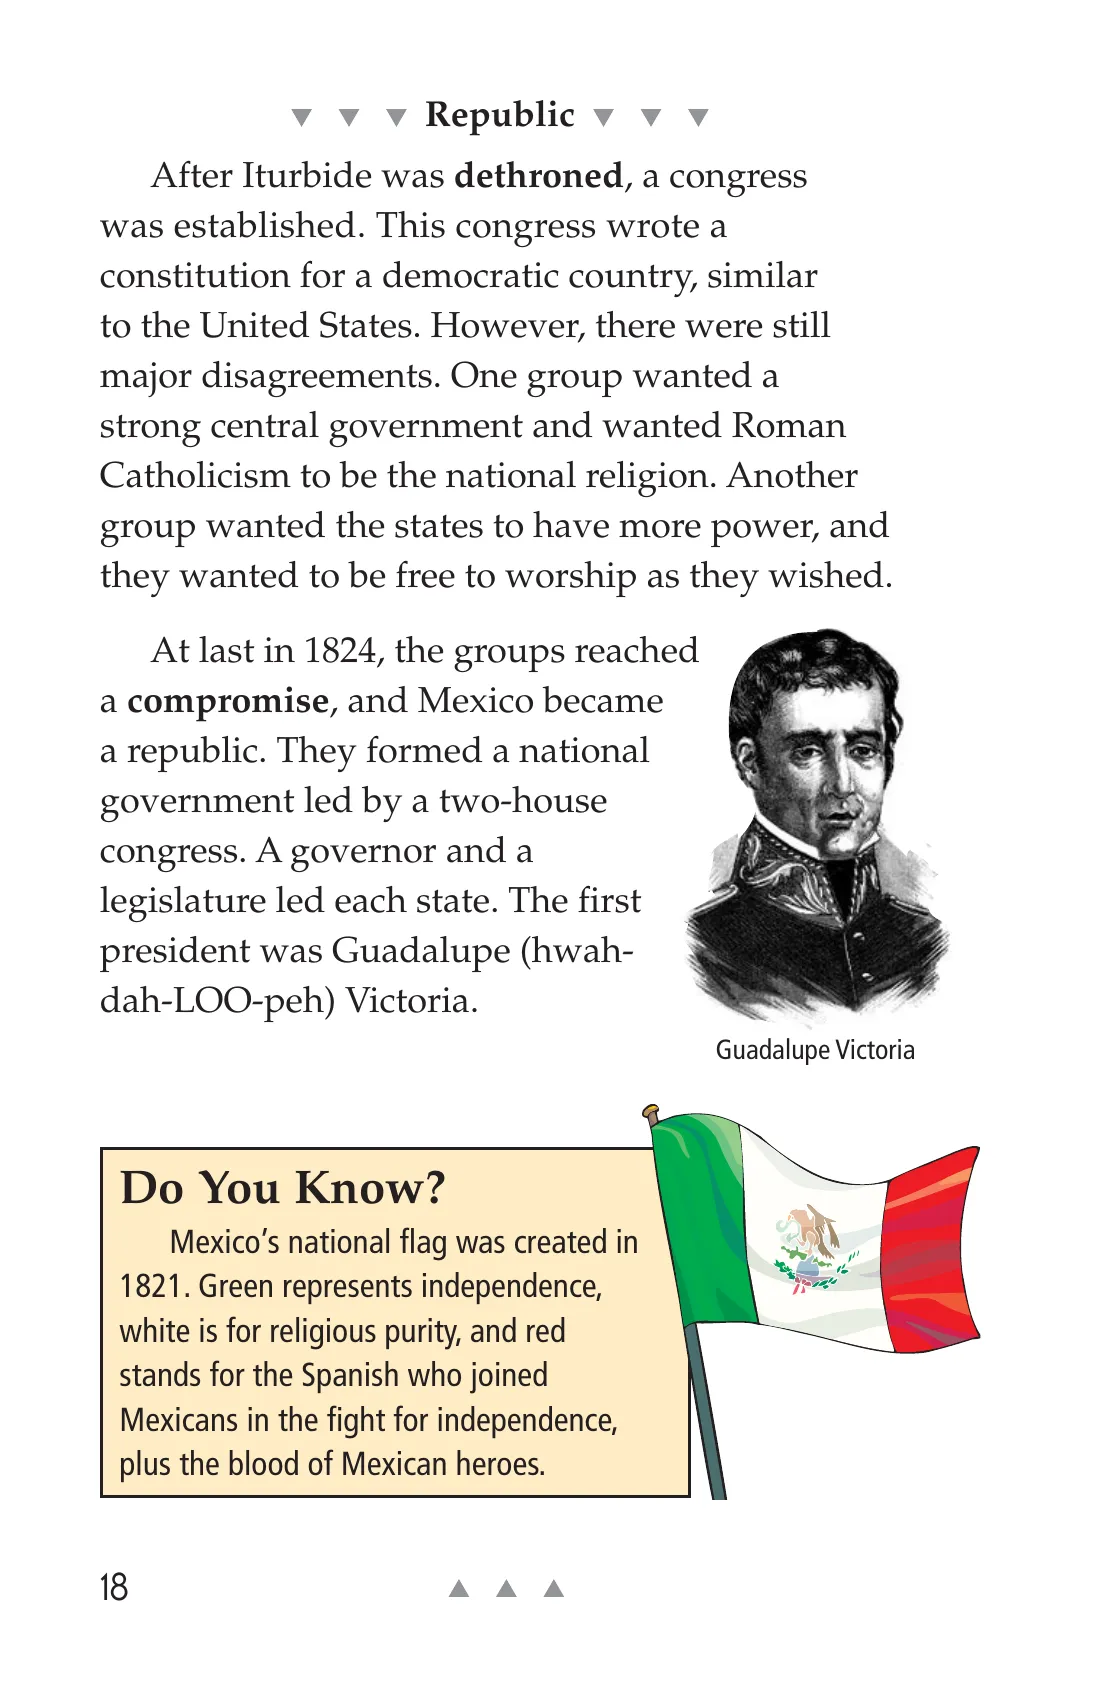 Republic
After Iturbide was dethroned, a congress
was established. This congress wrote a
constitution for a democratic country, similar
to the United States. However, there were still
major disagreements. One group wanted a
strong central government and wanted Roman
Catholicism to be the national religion. Another
group wanted the states to have more power, and
they wanted to be free to worship as they wished.
At last in 1824, the groups reached
a compromise, and Mexico became
a republic. They formed a national
government led by a two-house
congress. A governor and a
legislature led each state. The first
president was Guadalupe (hwah-
dah-LOO-peh) Victoria.
Guadalupe Victoria
Do You Know?
Mexico’s national flag was created in
1821. Green represents independence,
white is for religious purity, and red
stands for the Spanish who joined
Mexicans in the fight for independence,
plus the blood of Mexican heroes.
18